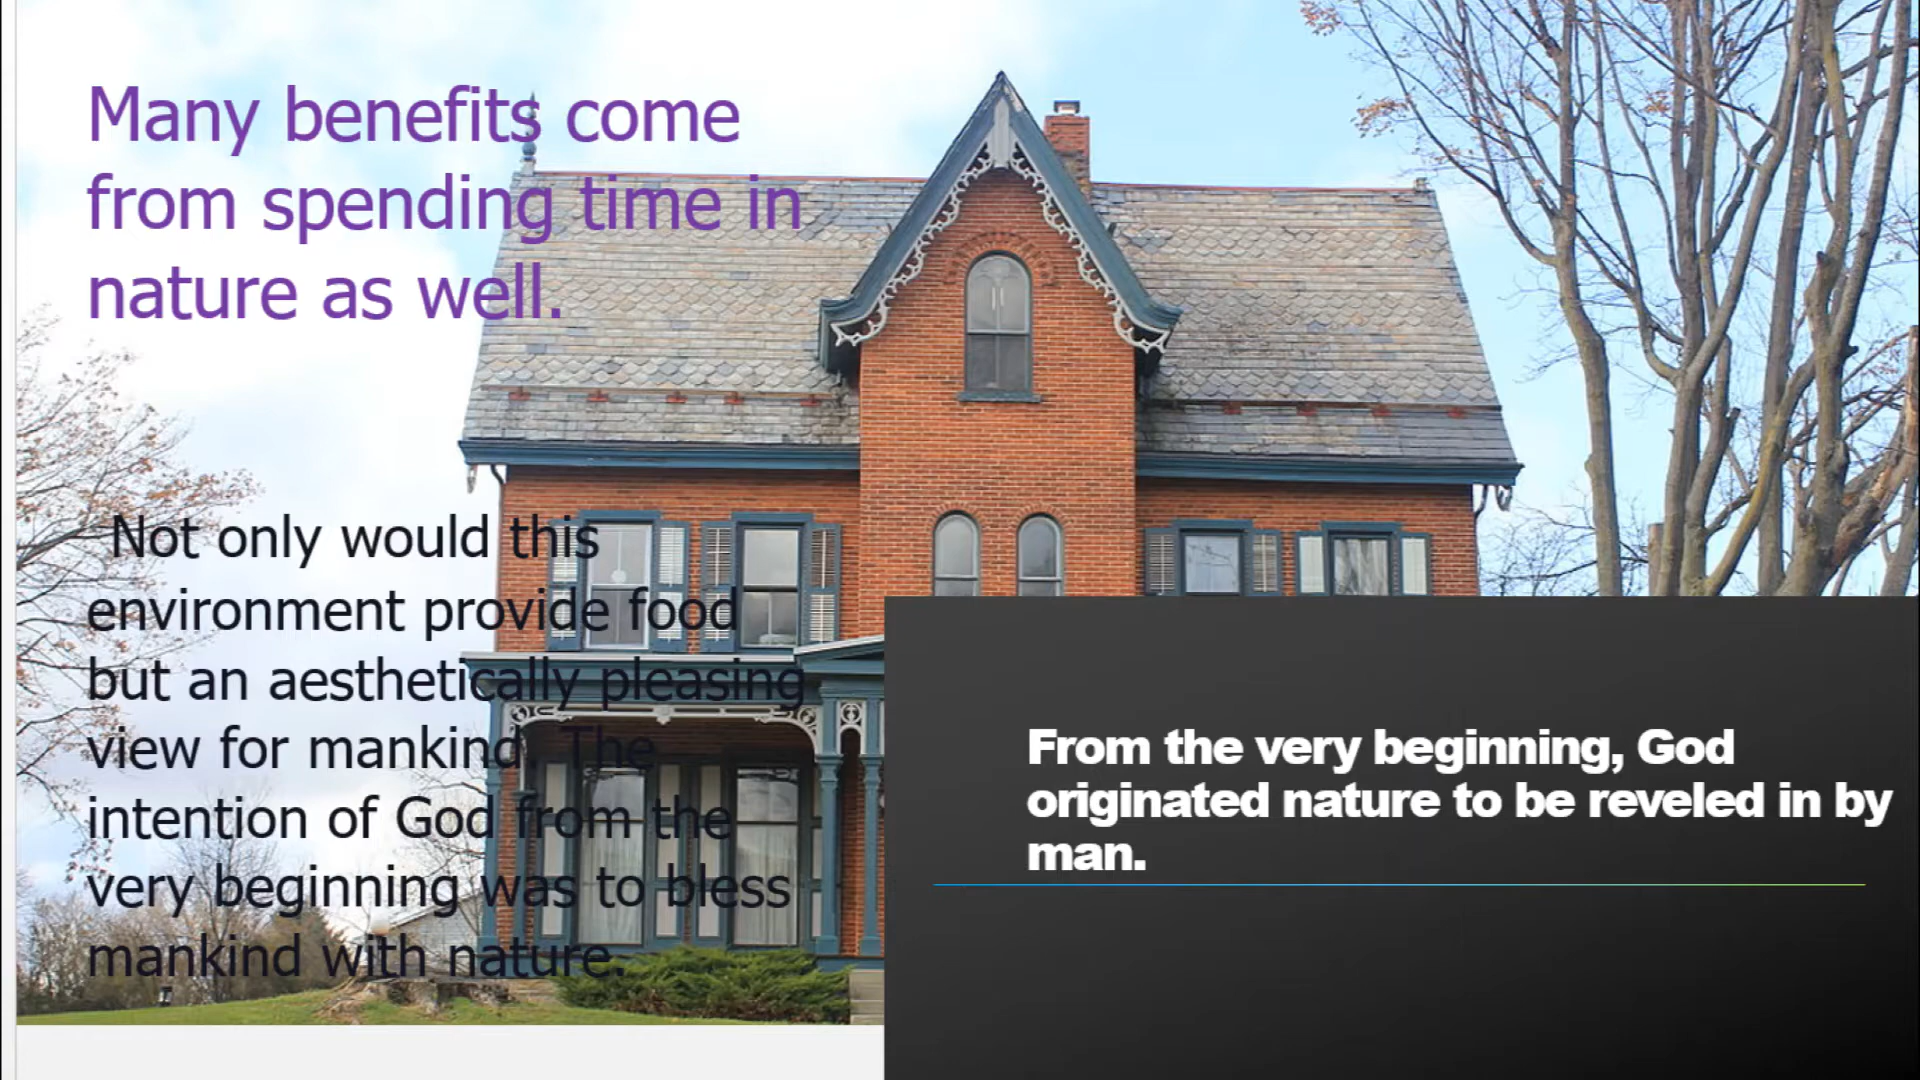 Many benefits come
from spending time in
nature as well.
Not only would this
environment provide food
but an aesthetically pleasing
view for mankind. The
intention of God from the
very beginning was to bless
mankind with nature.
From the very beginning, God
originated nature to be reveled in by
man.